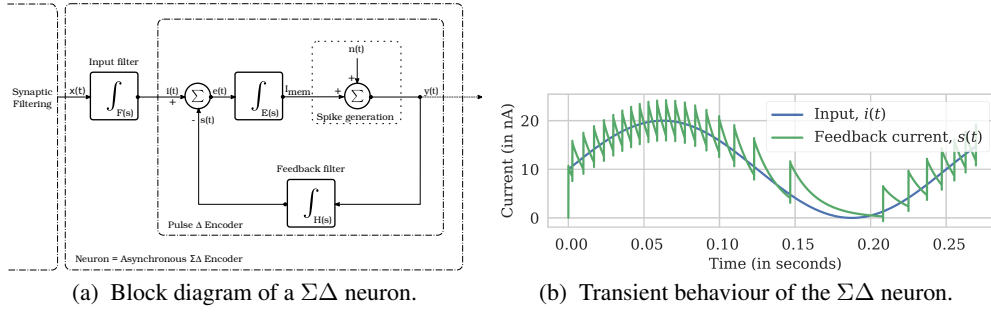 n(t)
Input filter
Synaptic
Filtering
x(t)
∫F(s)
i(t)
+
Σ
e(t)
∫E(s)
Imem
+
+
Σ
y(t)
- s(t)
Spike generation
Feedback filter
∫H(s)
Pulse Δ Encoder
Neuron = Asynchronous ΣΔ Encoder
(a) Block diagram of a ΣΔ neuron.
Current (in nA)
20
10
0
Input, i(t)
Feedback current, s(t)
0.00 0.05 0.10 0.15 0.20 0.25
Time (in seconds)
(b) Transient behaviour of the ΣΔ neuron.